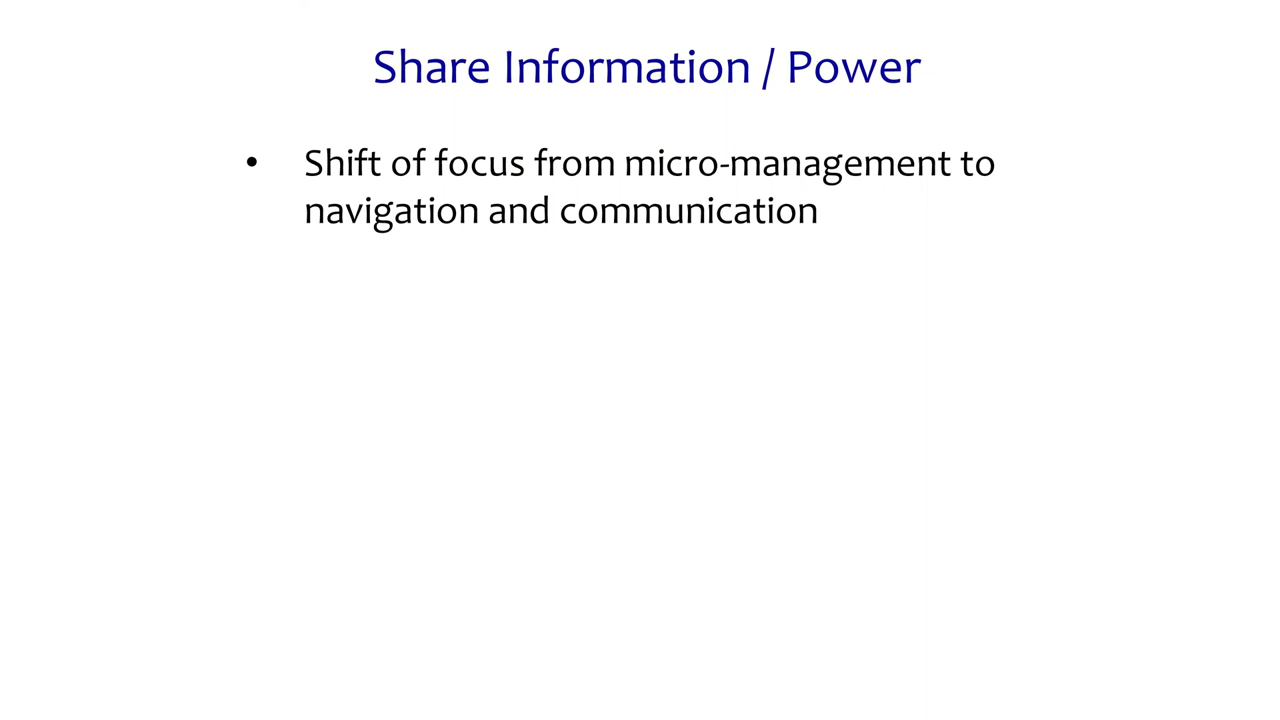 Share Information / Power
• Shift of focus from micro-management to
navigation and communication